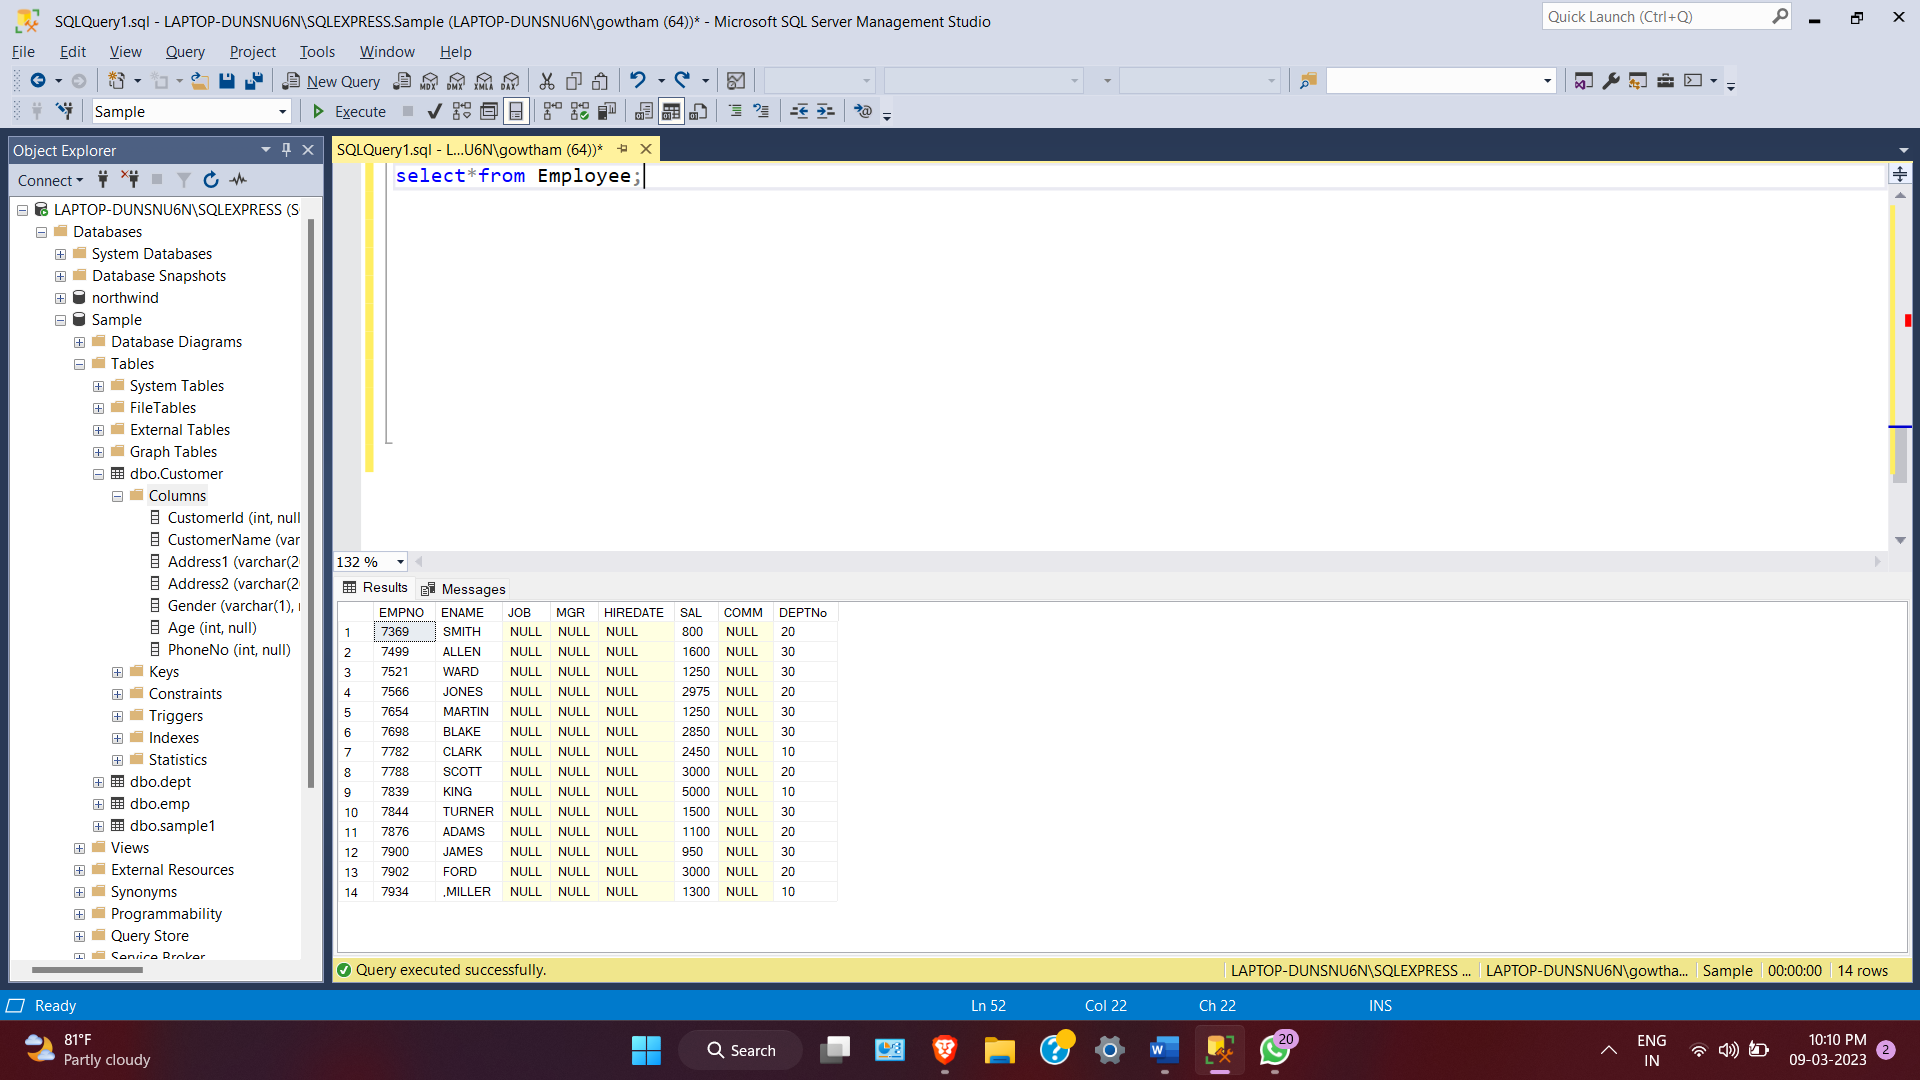 SQLQuery1.sql - LAPTOP-DUNSNU6N\SQLEXPRESS.Sample (LAPTOP-DUNSNU6N\gowtham (64))* - Microsoft SQL Server Management Studio
Quick Launch (Ctrl+Q)
File Edit View Query Project Tools Window Help
New Query MDX DMX XMLA DAX
Sample Execute
Object Explorer
SQLQuery1.sql - L...U6N\gowtham (64))*
Connect
select*from Employee;
LAPTOP-DUNSNU6N\SQLEXPRESS (S
Databases
System Databases
Database Snapshots
northwind
Sample
Database Diagrams
Tables
System Tables
FileTables
External Tables
Graph Tables
dbo.Customer
Columns
CustomerId (int, null
CustomerName (var
Address1 (varchar(20
Address2 (varchar(20
Gender (varchar(1), n
Age (int, null)
PhoneNo (int, null)
Keys
Constraints
Triggers
Indexes
Statistics
dbo.dept
dbo.emp
dbo.sample1
Views
External Resources
Synonyms
Programmability
Query Store
Service Broker
132 %
Results Messages
EMPNO ENAME JOB MGR HIREDATE SAL COMM DEPTNo
1 7369 SMITH NULL NULL NULL 800 NULL 20
2 7499 ALLEN NULL NULL NULL 1600 NULL 30
3 7521 WARD NULL NULL NULL 1250 NULL 30
4 7566 JONES NULL NULL NULL 2975 NULL 20
5 7654 MARTIN NULL NULL NULL 1250 NULL 30
6 7698 BLAKE NULL NULL NULL 2850 NULL 30
7 7782 CLARK NULL NULL NULL 2450 NULL 10
8 7788 SCOTT NULL NULL NULL 3000 NULL 20
9 7839 KING NULL NULL NULL 5000 NULL 10
10 7844 TURNER NULL NULL NULL 1500 NULL 30
11 7876 ADAMS NULL NULL NULL 1100 NULL 20
12 7900 JAMES NULL NULL NULL 950 NULL 30
13 7902 FORD NULL NULL NULL 3000 NULL 20
14 7934 ,MILLER NULL NULL NULL 1300 NULL 10
Query executed successfully. LAPTOP-DUNSNU6N\SQLEXPRESS ... LAPTOP-DUNSNU6N\gowtha... Sample 00:00:00 14 rows
Ready Ln 52 Col 22 Ch 22 INS
81°F
Partly cloudy
Search
20
ENG
IN
10:10 PM
09-03-2023
2